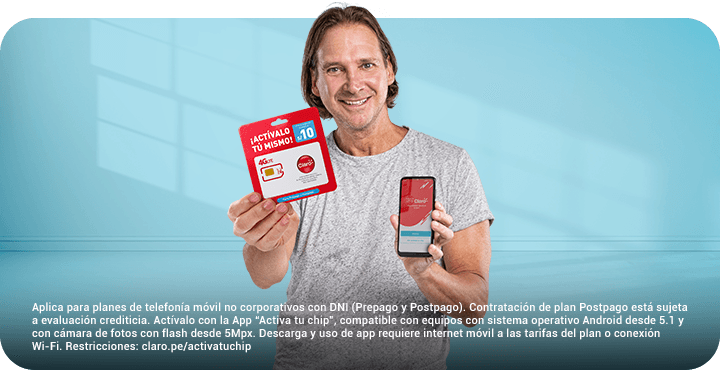 ¡ACTÍVALO
TÚ MISMO!
S/10
4GLTE
Claro
Claro
Aplica para planes de telefonía móvil no corporativos con DNI (Prepago y Postpago). Contratación de plan Postpago está sujeta
a evaluación crediticia. Actívalo con la App “Activa tu chip”, compatible con equipos con sistema operativo Android desde 5.1 y
con cámara de fotos con flash desde 5Mpx. Descarga y uso de app requiere internet móvil a las tarifas del plan o conexión
Wi-Fi. Restricciones: claro.pe/activatuchip